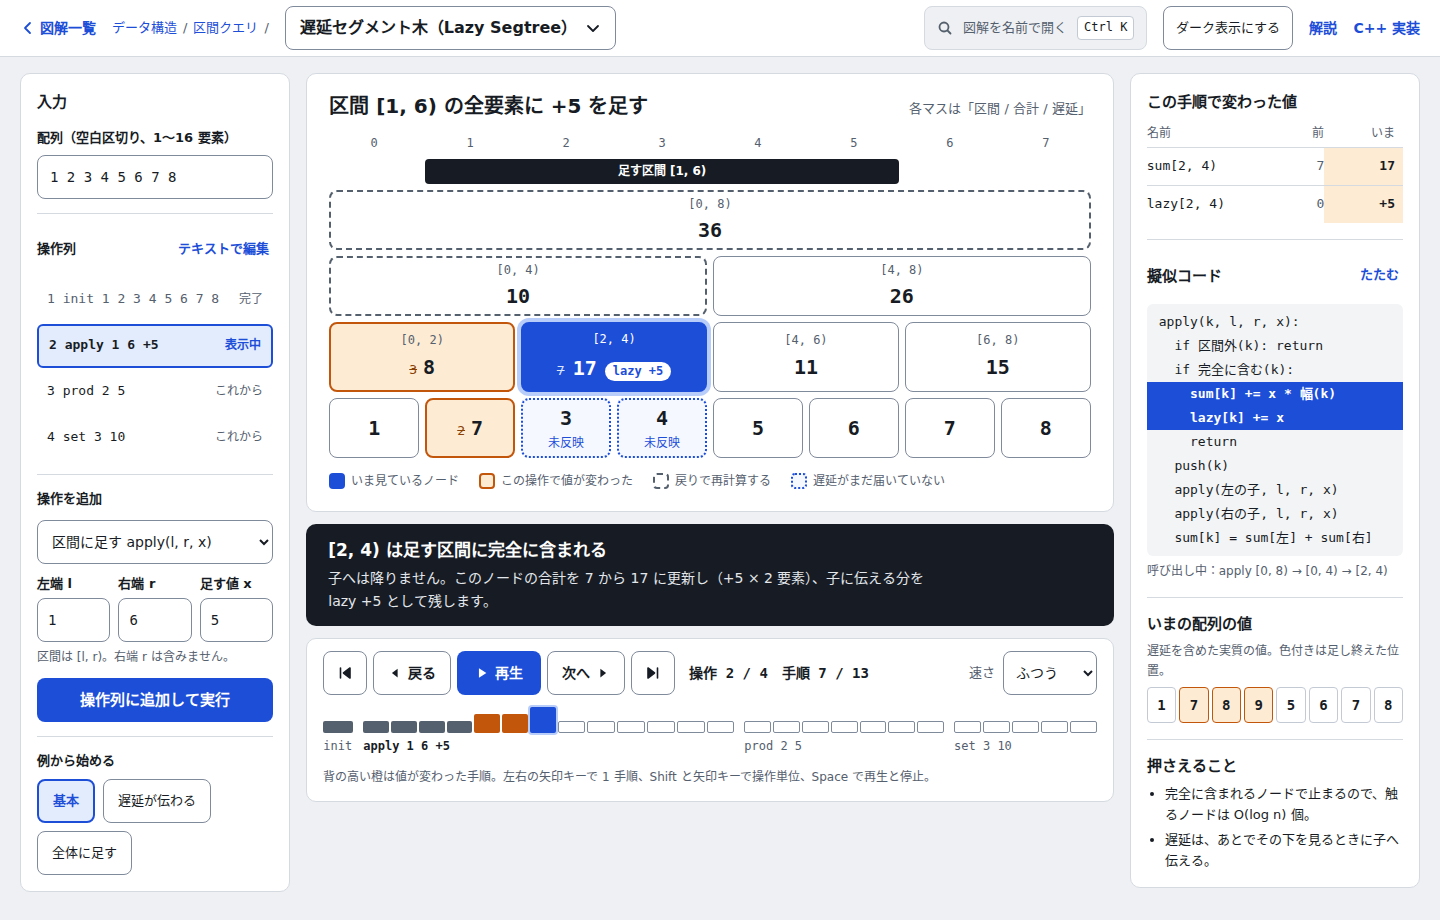 図解一覧 データ構造 / 区間クエリ / 遅延セグメント木（Lazy Segtree） 図解を名前で開く Ctrl K ダーク表示にする 解説 C++ 実装
入力
配列（空白区切り、1〜16 要素）
1 2 3 4 5 6 7 8
操作列 テキストで編集
1 init 1 2 3 4 5 6 7 8 完了
2 apply 1 6 +5 表示中
3 prod 2 5 これから
4 set 3 10 これから
操作を追加
区間に足す apply(l, r, x)
左端 l 右端 r 足す値 x
1 6 5
区間は [l, r)。右端 r は含みません。
操作列に追加して実行
例から始める
基本 遅延が伝わる
全体に足す
区間 [1, 6) の全要素に +5 を足す 各マスは「区間 / 合計 / 遅延」
0 1 2 3 4 5 6 7
足す区間 [1, 6)
[0, 8)
36
[0, 4) [4, 8)
10 26
[0, 2) [2, 4) [4, 6) [6, 8)
3 8 7 17 lazy +5 11 15
1 2 7 3 4 5 6 7 8
未反映 未反映
いま見ているノード この操作で値が変わった 戻りで再計算する 遅延がまだ届いていない
[2, 4) は足す区間に完全に含まれる
子へは降りません。このノードの合計を 7 から 17 に更新し（+5 × 2 要素）、子に伝える分を
lazy +5 として残します。
戻る 再生 次へ 操作 2 / 4 手順 7 / 13 速さ ふつう
init apply 1 6 +5 prod 2 5 set 3 10
背の高い橙は値が変わった手順。左右の矢印キーで 1 手順、Shift と矢印キーで操作単位、Space で再生と停止。
この手順で変わった値
名前 前 いま
sum[2, 4) 7 17
lazy[2, 4) 0 +5
擬似コード たたむ
apply(k, l, r, x):
if 区間外(k): return
if 完全に含む(k):
sum[k] += x * 幅(k)
lazy[k] += x
return
push(k)
apply(左の子, l, r, x)
apply(右の子, l, r, x)
sum[k] = sum[左] + sum[右]
呼び出し中：apply [0, 8) → [0, 4) → [2, 4)
いまの配列の値
遅延を含めた実質の値。色付きは足し終えた位
置。
1 7 8 9 5 6 7 8
押さえること
• 完全に含まれるノードで止まるので、触
るノードは O(log n) 個。
• 遅延は、あとでその下を見るときに子へ
伝える。